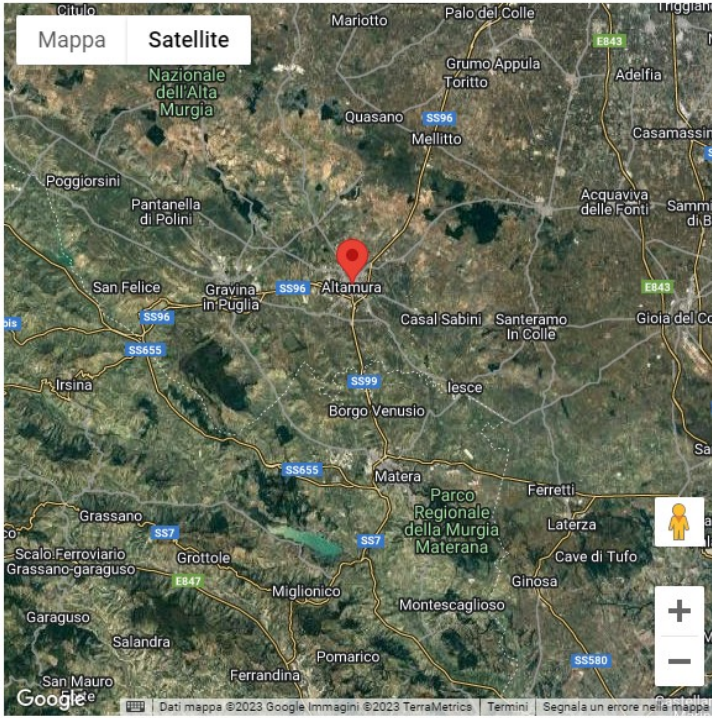 Citulo
Mariotto
Palo del Colle
Triggian
Mappa
Satellite
E843
Nazionale
dell'Alta
Murgia
Grumo Appula
Toritto
Adelfia
Quasano
SS96
Mellitto
Casamassin
Poggiorsini
Pantanella
di Polini
Acquaviva
delle Fonti
Sammi
di B
San Felice
Gravina
in Puglia
SS96
Altamura
E843
SS96
Casal Sabini
Santeramo
In Colle
Gioia del Co
SS655
Irsina
SS99
Iesce
Borgo Venusio
SS655
Matera
Ferretti
Parco
Regionale
della Murgia
Materana
Grassano
SS7
SS7
Laterza
Scalo Ferroviario
Grassano-garaguso
Grottole
Cave di Tufo
E847
Miglionico
Ginosa
Garaguso
Montescaglioso
Salandra
Pomarico
SS580
San Mauro
Ferrandina
Google
Dati mappa ©2023 Google Immagini ©2023 TerraMetrics
Termini
Segnala un errore nella mappa